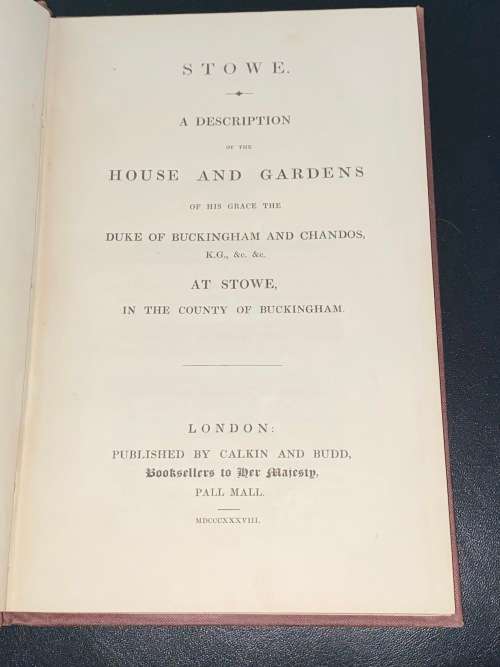 STOWE.
A DESCRIPTION
OF THE
HOUSE AND GARDENS
OF HIS GRACE THE
DUKE OF BUCKINGHAM AND CHANDOS,
K.G., &c. &c.
AT STOWE,
IN THE COUNTY OF BUCKINGHAM.
LONDON:
PUBLISHED BY CALKIN AND BUDD,
Booksellers to Her Majesty,
PALL MALL.
MDCCCXXXVIII.